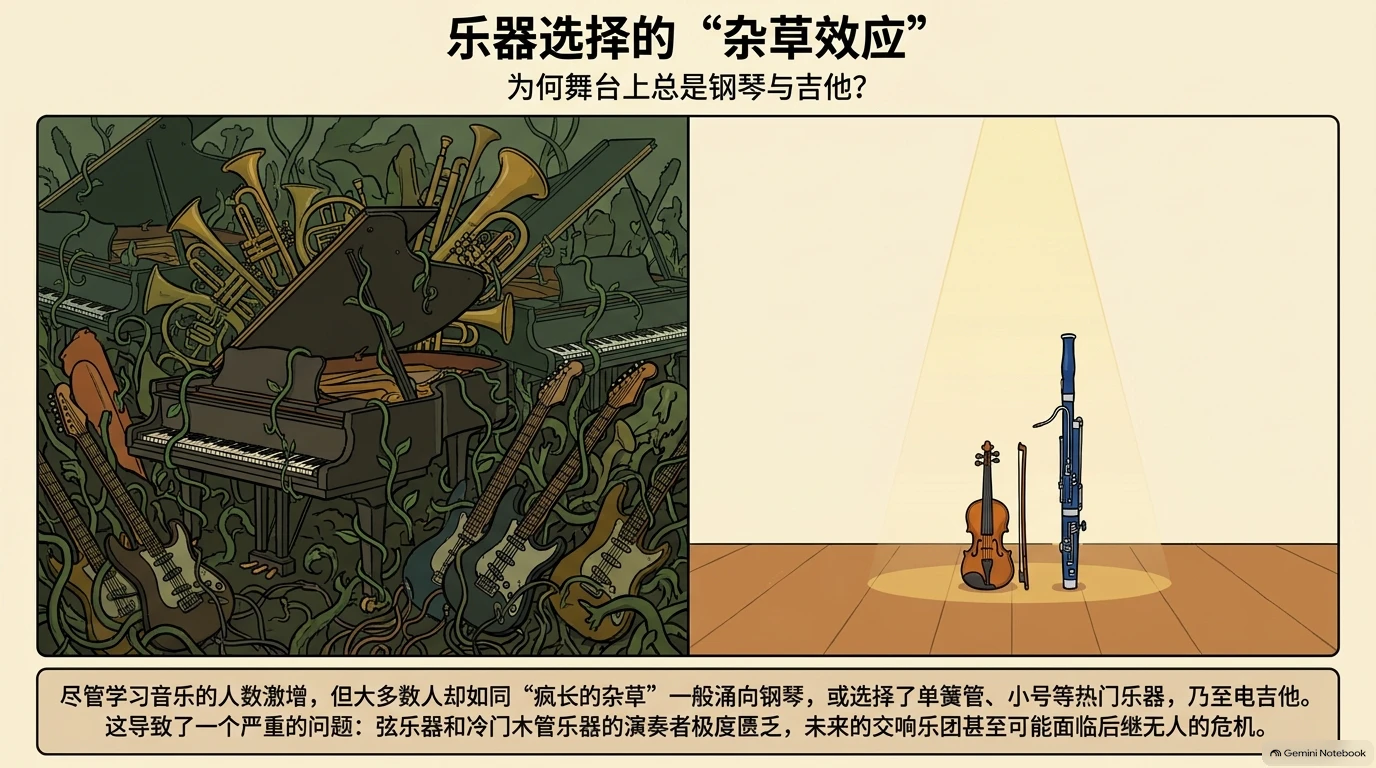 乐器选择的“杂草效应”
为何舞台上总是钢琴与吉他？
尽管学习音乐的人数激增，但大多数人却如同“疯长的杂草”一般涌向钢琴，或选择了单簧管、小号等热门乐器，乃至电吉他。
这导致了一个严重的问题：弦乐器和冷门木管乐器的演奏者极度匮乏，未来的交响乐团甚至可能面临后继无人的危机。
Gemini Notebook